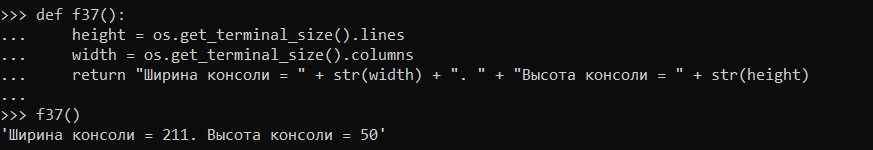 >>> def f37():
...     height = os.get_terminal_size().lines
...     width = os.get_terminal_size().columns
...     return "Ширина консоли = " + str(width) + ". " + "Высота консоли = " + str(height)
...
>>> f37()
'Ширина консоли = 211. Высота консоли = 50'